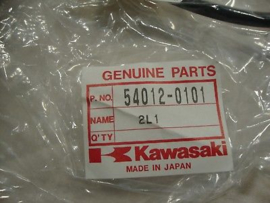 GENUINE PARTS
P. NO. 54012-0101
NAME 2L1
Q'TY
Kawasaki
MADE IN JAPAN